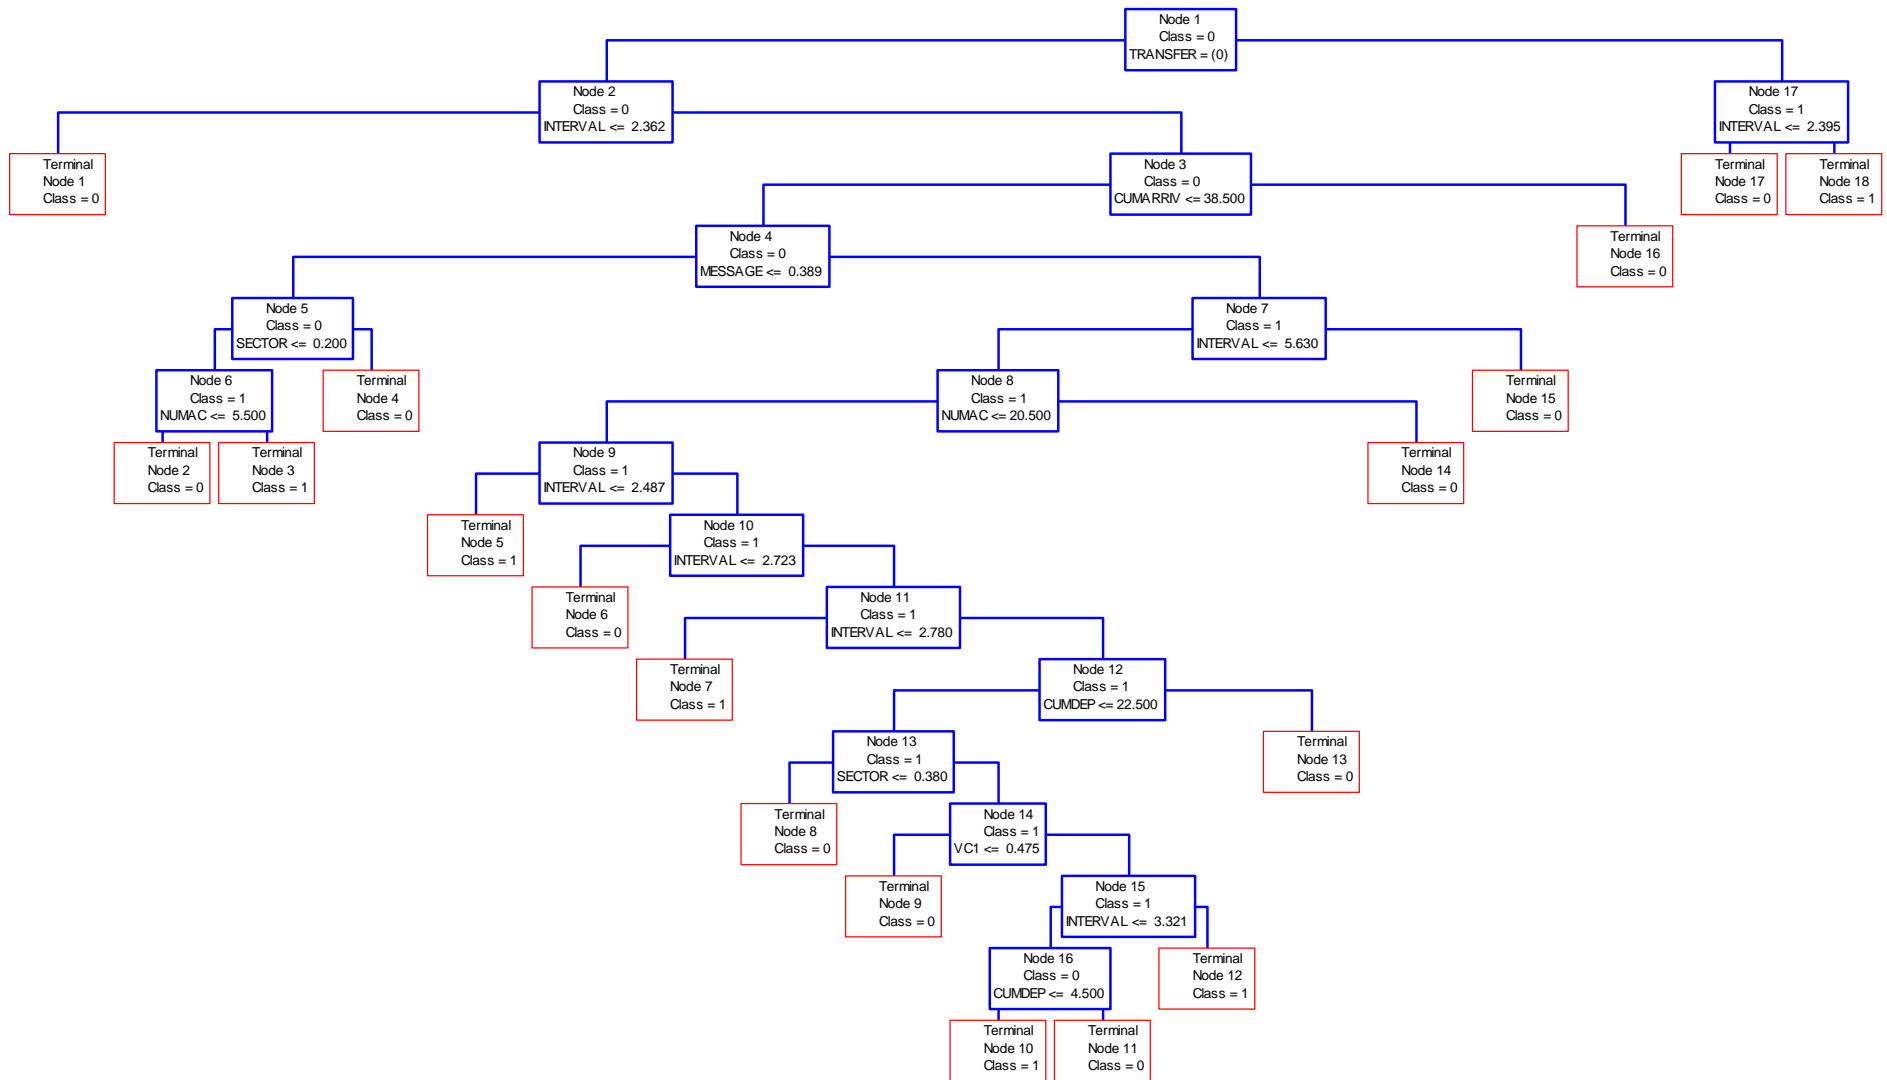 Node 1
Class = 0
TRANSFER = (0)
Node 2
Class = 0
INTERVAL <= 2.362
Node 17
Class = 1
INTERVAL <= 2.395
Terminal
Node 1
Class = 0
Node 3
Class = 0
CUMARRIV <= 38.500
Terminal
Node 17
Class = 0
Terminal
Node 18
Class = 1
Node 4
Class = 0
MESSAGE <= 0.389
Terminal
Node 16
Class = 0
Node 5
Class = 0
SECTOR <= 0.200
Node 7
Class = 1
INTERVAL <= 5.630
Node 6
Class = 1
NUMAC <= 5.500
Terminal
Node 4
Class = 0
Node 8
Class = 1
NUMAC <= 20.500
Terminal
Node 15
Class = 0
Terminal
Node 2
Class = 0
Terminal
Node 3
Class = 1
Node 9
Class = 1
INTERVAL <= 2.487
Terminal
Node 14
Class = 0
Terminal
Node 5
Class = 1
Node 10
Class = 1
INTERVAL <= 2.723
Terminal
Node 6
Class = 0
Node 11
Class = 1
INTERVAL <= 2.780
Terminal
Node 7
Class = 1
Node 12
Class = 1
CUMDEP <= 22.500
Node 13
Class = 1
SECTOR <= 0.380
Terminal
Node 13
Class = 0
Terminal
Node 8
Class = 0
Node 14
Class = 1
VC1 <= 0.475
Terminal
Node 9
Class = 0
Node 15
Class = 1
INTERVAL <= 3.321
Node 16
Class = 0
CUMDEP <= 4.500
Terminal
Node 12
Class = 1
Terminal
Node 10
Class = 1
Terminal
Node 11
Class = 0